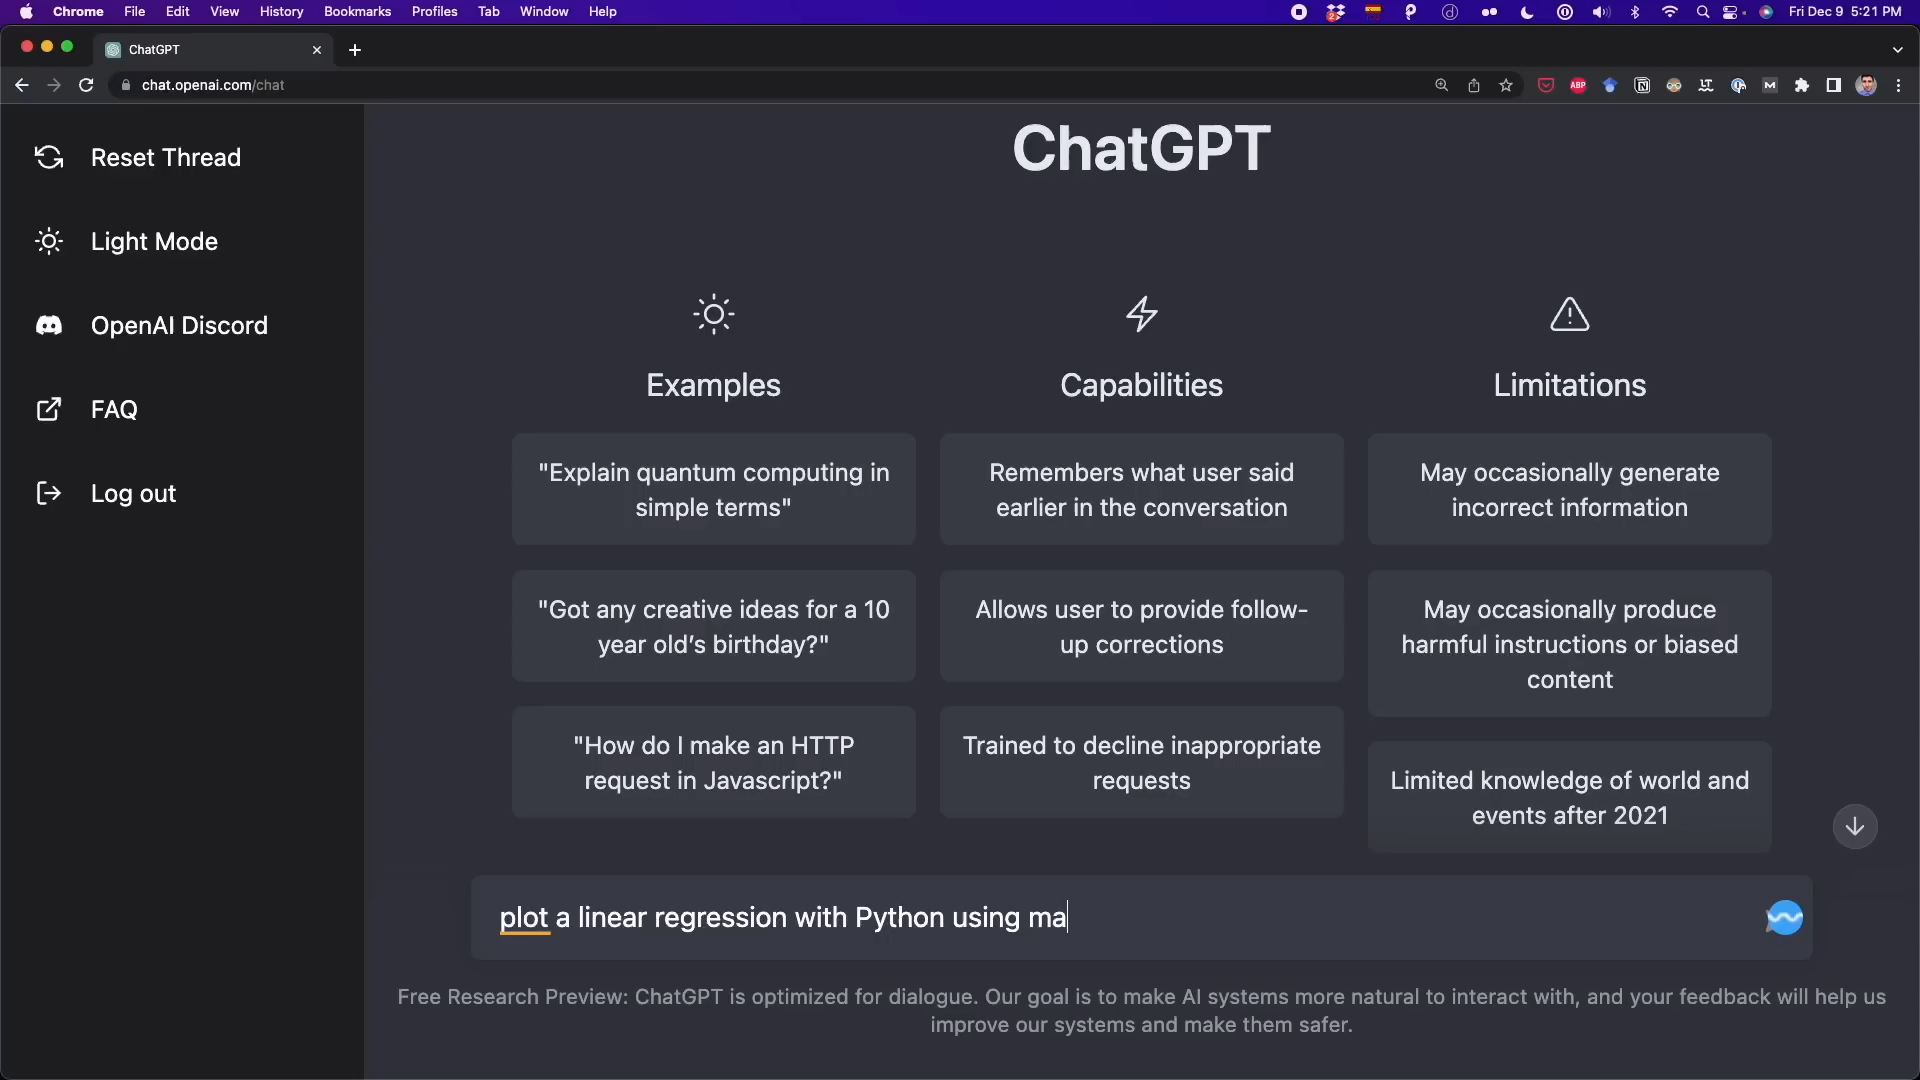 Chrome File Edit View History Bookmarks Profiles Tab Window Help Fri Dec 9 5:21 PM
ChatGPT
chat.openai.com/chat
ABP
Reset Thread
Light Mode
OpenAI Discord
FAQ
Log out
ChatGPT
Examples
"Explain quantum computing in
simple terms"
"Got any creative ideas for a 10
year old’s birthday?"
"How do I make an HTTP
request in Javascript?"
Capabilities
Remembers what user said
earlier in the conversation
Allows user to provide follow-
up corrections
Trained to decline inappropriate
requests
Limitations
May occasionally generate
incorrect information
May occasionally produce
harmful instructions or biased
content
Limited knowledge of world and
events after 2021
plot a linear regression with Python using ma
Free Research Preview: ChatGPT is optimized for dialogue. Our goal is to make AI systems more natural to interact with, and your feedback will help us
improve our systems and make them safer.